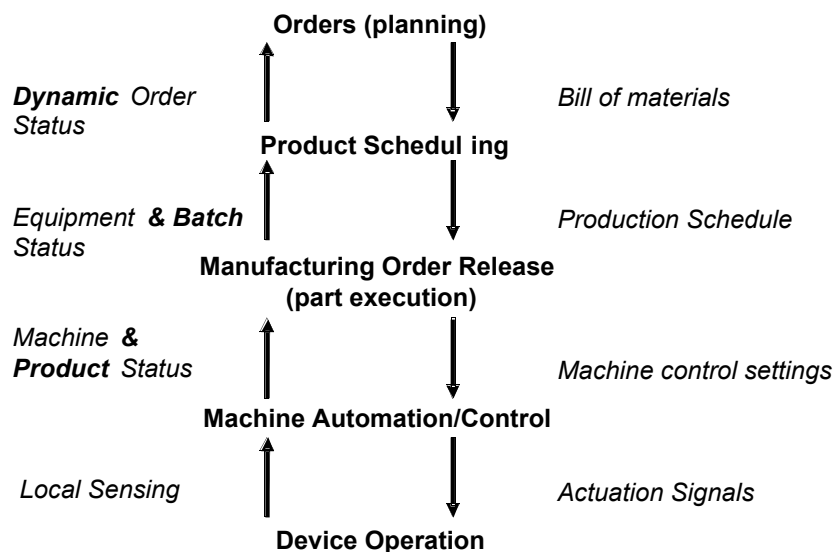 Orders (planning)
Dynamic Order
Status
Bill of materials
Product Schedul ing
Equipment & Batch
Status
Production Schedule
Manufacturing Order Release
(part execution)
Machine &
Product Status
Machine control settings
Machine Automation/Control
Local Sensing
Actuation Signals
Device Operation